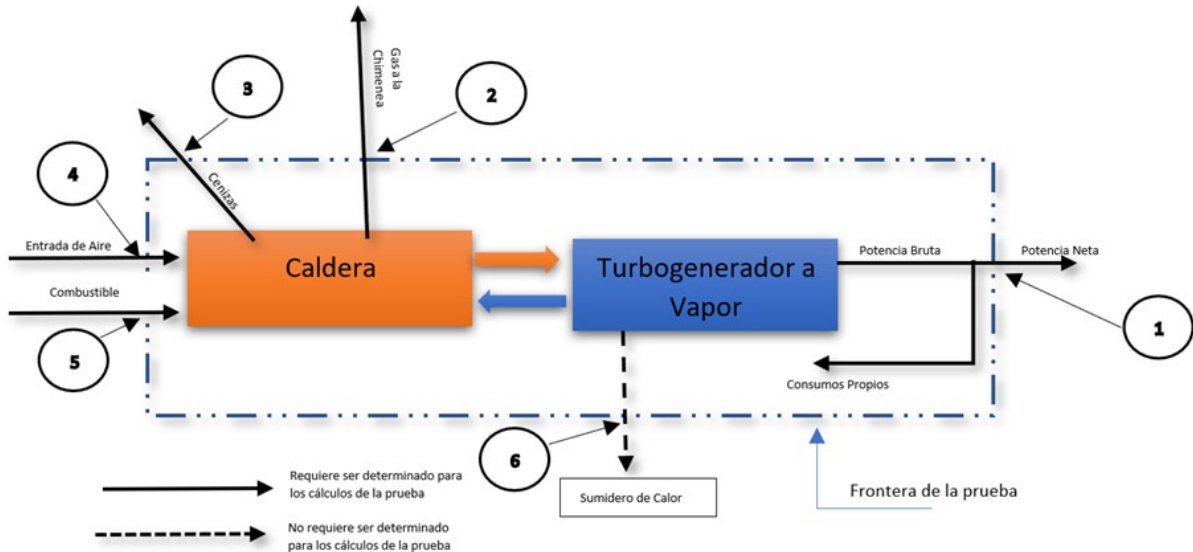 Gas a la
Chimenea
3
2
4
Cenizas
Entrada de Aire
Caldera
Turbogenerador a
Vapor
Potencia Bruta
Potencia Neta
Combustible
5
1
Consumos Propios
6
Requiere ser determinado para
los cálculos de la prueba
Sumidero de Calor
Frontera de la prueba
No requiere ser determinado
para los cálculos de la prueba